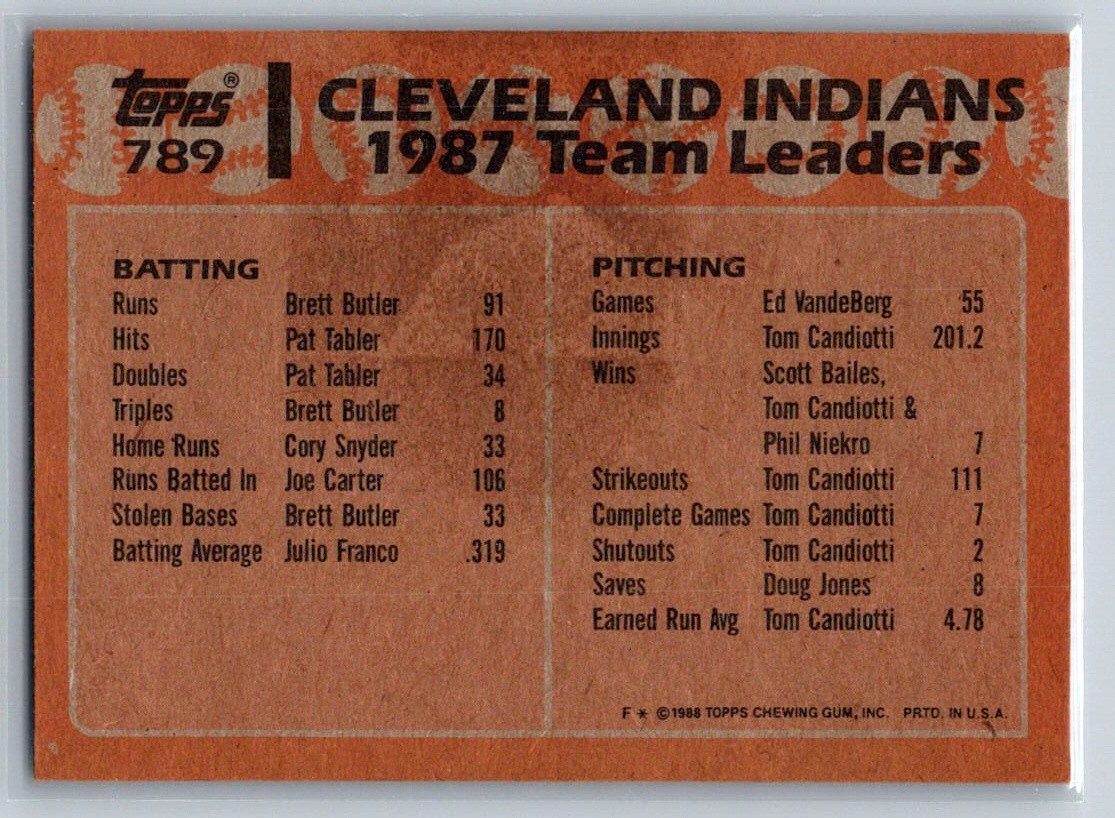 Topps®
789
CLEVELAND INDIANS
1987 Team Leaders
BATTING
Runs Brett Butler 91
Hits Pat Tabler 170
Doubles Pat Tabler 34
Triples Brett Butler 8
Home Runs Cory Snyder 33
Runs Batted In Joe Carter 106
Stolen Bases Brett Butler 33
Batting Average Julio Franco .319
PITCHING
Games Ed VandeBerg 55
Innings Tom Candiotti 201.2
Wins Scott Bailes,
Tom Candiotti &
Phil Niekro 7
Strikeouts Tom Candiotti 111
Complete Games Tom Candiotti 7
Shutouts Tom Candiotti 2
Saves Doug Jones 8
Earned Run Avg Tom Candiotti 4.78
F * ©1988 TOPPS CHEWING GUM, INC. PRTD. IN U.S.A.